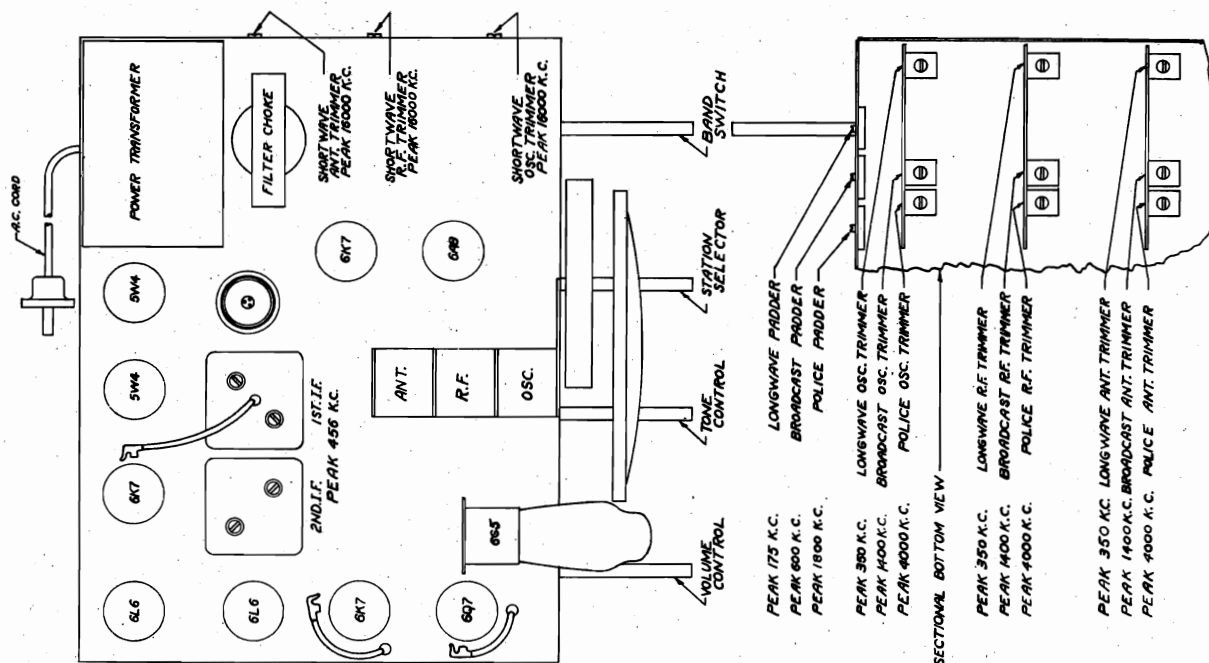 A.C. CORD
POWER TRANSFORMER
FILTER CHOKE
SHORTWAVE
ANT. TRIMMER
PEAK 16000 K.C.
SHORTWAVE
R.F. TRIMMER
PEAK 16000 K.C.
SHORTWAVE
OSC. TRIMMER
PEAK 16000 K.C.
5W4
5W4
6K7
6L6
6L6
6K7
6Q7
6K7
6A8
1ST. I.F.
2ND. I.F.
PEAK 456 K.C.
ANT.
R.F.
OSC.
6G5
VOLUME
CONTROL
TONE
CONTROL
STATION
SELECTOR
BAND
SWITCH
PEAK 175 K.C. LONGWAVE PADDER
PEAK 600 K.C. BROADCAST PADDER
PEAK 1800 K.C. POLICE PADDER
PEAK 350 K.C. LONGWAVE OSC. TRIMMER
PEAK 1400 K.C. BROADCAST OSC. TRIMMER
PEAK 4000 K.C. POLICE OSC. TRIMMER
SECTIONAL BOTTOM VIEW
PEAK 350 K.C. LONGWAVE R.F. TRIMMER
PEAK 1400 K.C. BROADCAST R.F. TRIMMER
PEAK 4000 K.C. POLICE R.F. TRIMMER
PEAK 350 K.C. LONGWAVE ANT. TRIMMER
PEAK 1400 K.C. BROADCAST ANT. TRIMMER
PEAK 4000 K.C. POLICE ANT. TRIMMER